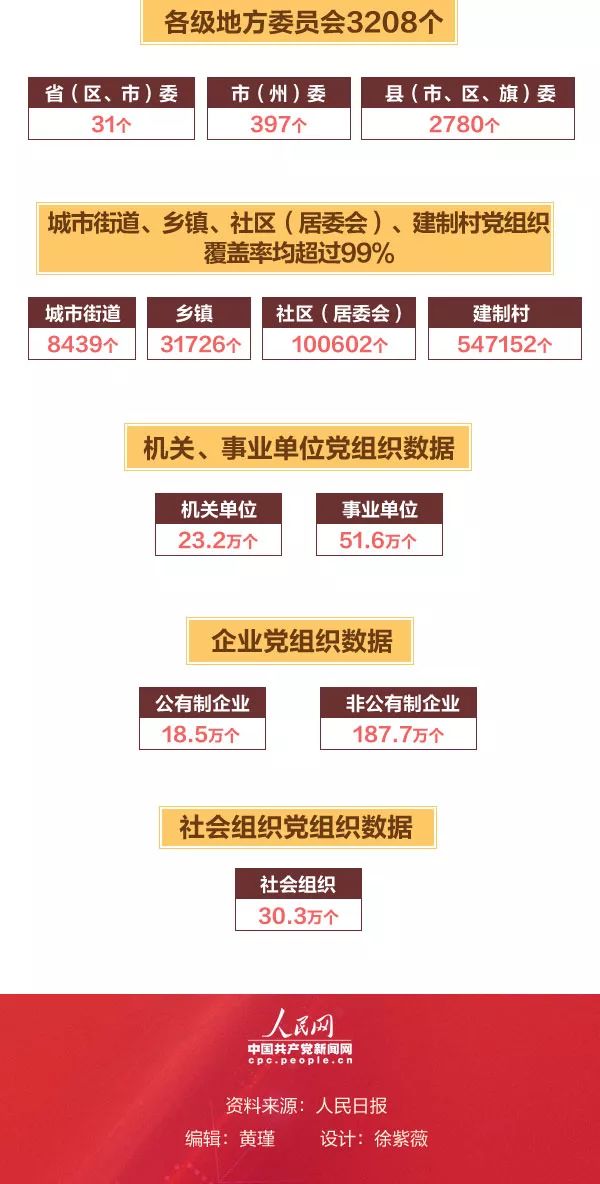 各级地方委员会3208个
省（区、市）委 市（州）委 县（市、区、旗）委
31个 397个 2780个
城市街道、乡镇、社区（居委会）、建制村党组织
覆盖率均超过99%
城市街道 乡镇 社区（居委会） 建制村
8439个 31726个 100602个 547152个
机关、事业单位党组织数据
机关单位 事业单位
23.2万个 51.6万个
企业党组织数据
公有制企业 非公有制企业
18.5万个 187.7万个
社会组织党组织数据
社会组织
30.3万个
人民网
中国共产党新闻网
cpc.people.cn
资料来源：人民日报
编辑：黄瑾 设计：徐紫薇